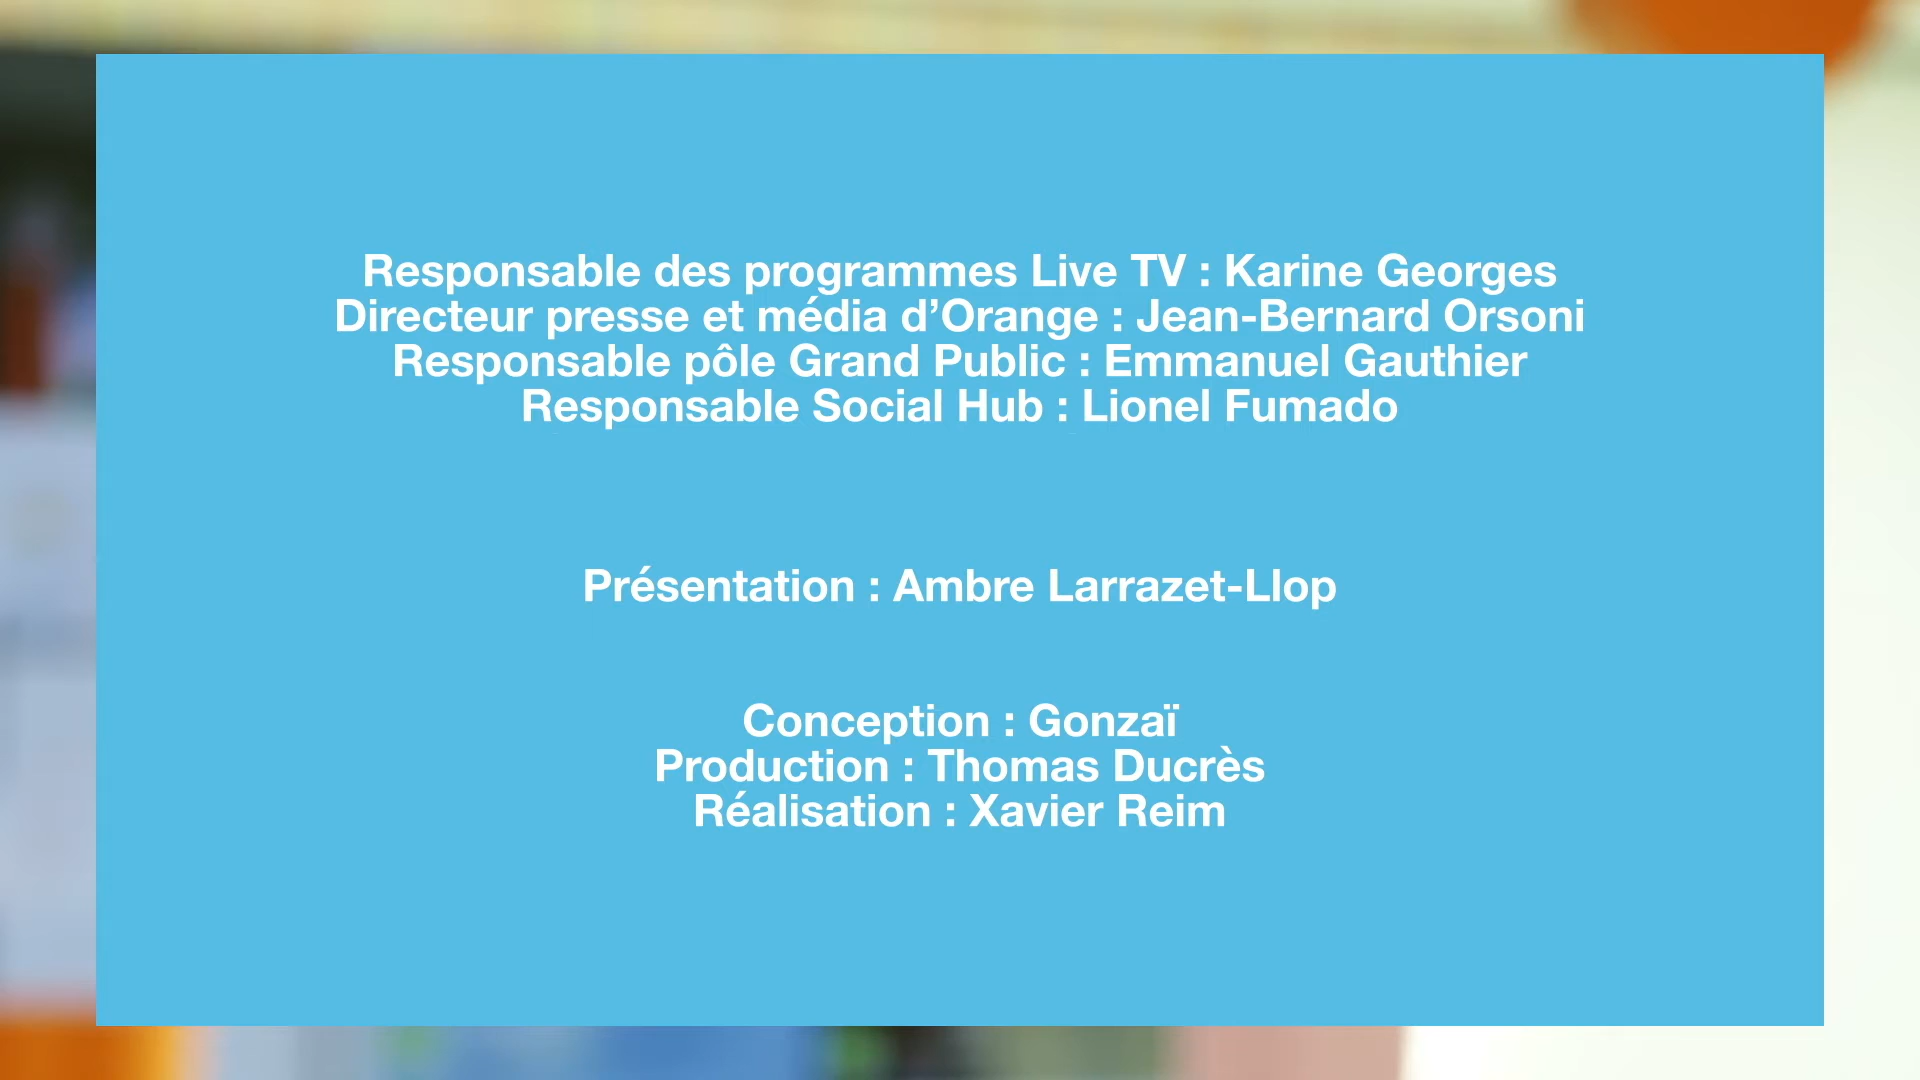 Responsable des programmes Live TV : Karine Georges
Directeur presse et média d’Orange : Jean-Bernard Orsoni
Responsable pôle Grand Public : Emmanuel Gauthier
Responsable Social Hub : Lionel Fumado
Présentation : Ambre Larrazet-Llop
Conception : Gonzaï
Production : Thomas Ducrès
Réalisation : Xavier Reim